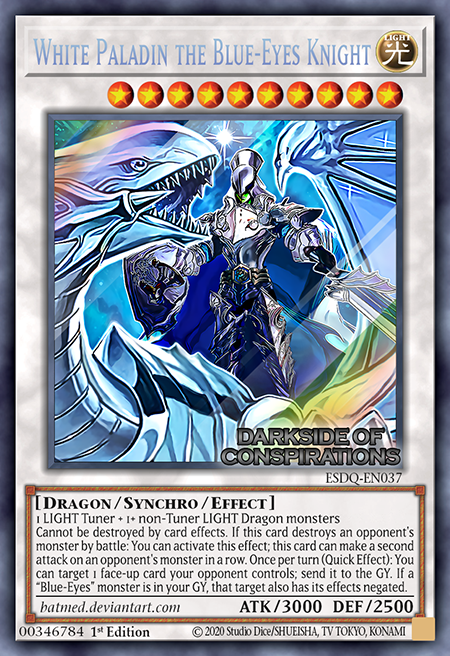 White Paladin the Blue-Eyes Knight
LIGHT
光
DARKSIDE OF
CONSPIRATIONS
ESDQ-EN037
[Dragon/Synchro/Effect]
1 LIGHT Tuner + 1+ non-Tuner LIGHT Dragon monsters
Cannot be destroyed by card effects. If this card destroys an opponent's
monster by battle: You can activate this effect; this card can make a second
attack on an opponent's monster in a row. Once per turn (Quick Effect): You
can target 1 face-up card your opponent controls; send it to the GY. If a
“Blue-Eyes” monster is in your GY, that target also has its effects negated.
batmed.deviantart.com ATK/3000 DEF/2500
00346784 1st Edition ©2020 Studio Dice/SHUEISHA, TV TOKYO, KONAMI